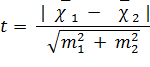 t = | χ̄ 1 − χ̄ 2 | / √(m₁² + m₂²)